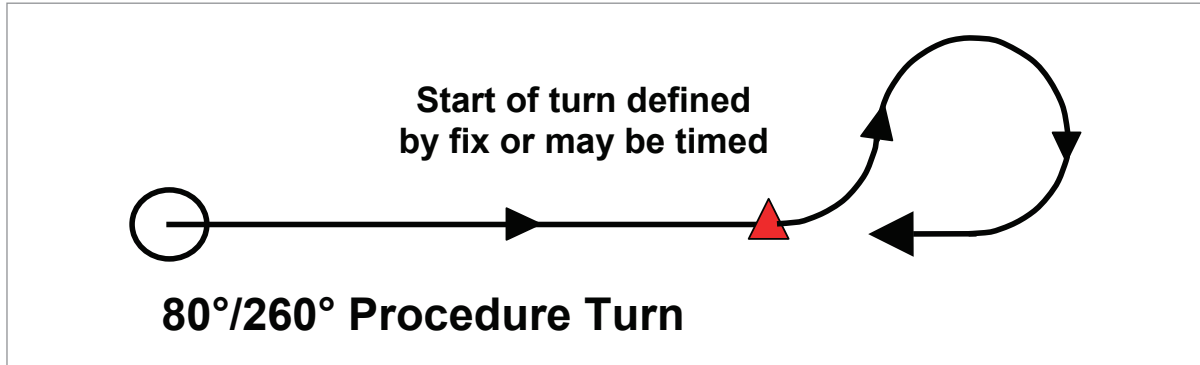 Start of turn defined
by fix or may be timed
80°/260° Procedure Turn